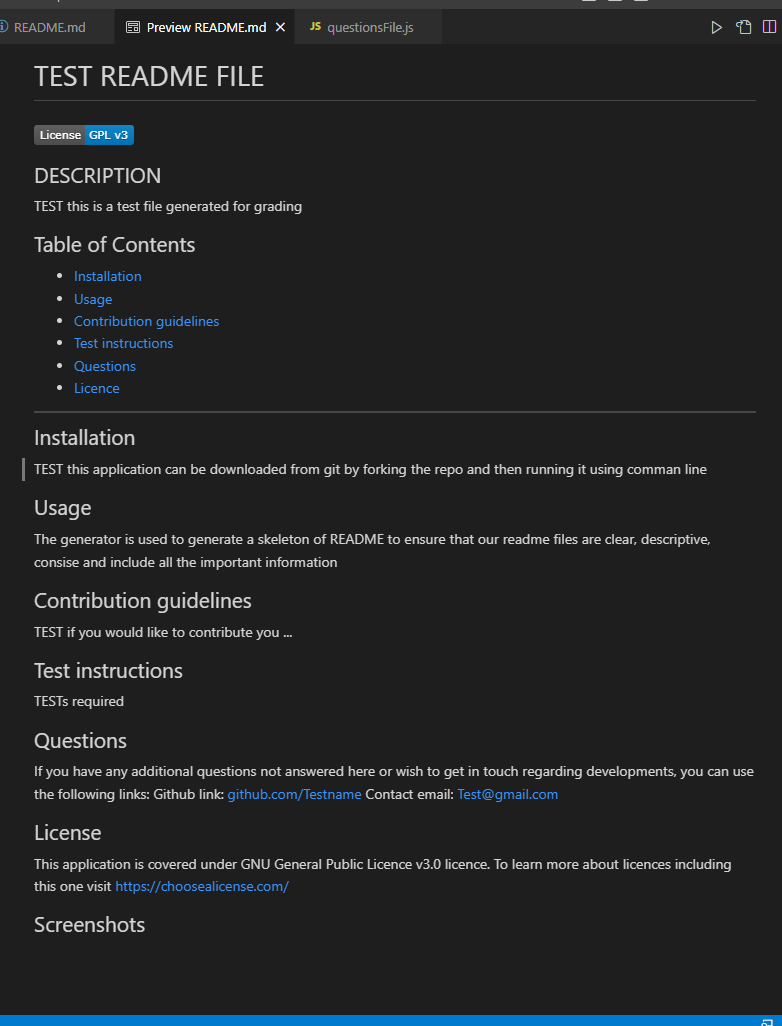 README.md
Preview README.md
JS questionsFile.js
TEST README FILE
License GPL v3
DESCRIPTION
TEST this is a test file generated for grading
Table of Contents
Installation
Usage
Contribution guidelines
Test instructions
Questions
Licence
Installation
TEST this application can be downloaded from git by forking the repo and then running it using comman line
Usage
The generator is used to generate a skeleton of README to ensure that our readme files are clear, descriptive,
consise and include all the important information
Contribution guidelines
TEST if you would like to contribute you ...
Test instructions
TESTs required
Questions
If you have any additional questions not answered here or wish to get in touch regarding developments, you can use
the following links: Github link: github.com/Testname Contact email: Test@gmail.com
License
This application is covered under GNU General Public Licence v3.0 licence. To learn more about licences including
this one visit https://choosealicense.com/
Screenshots